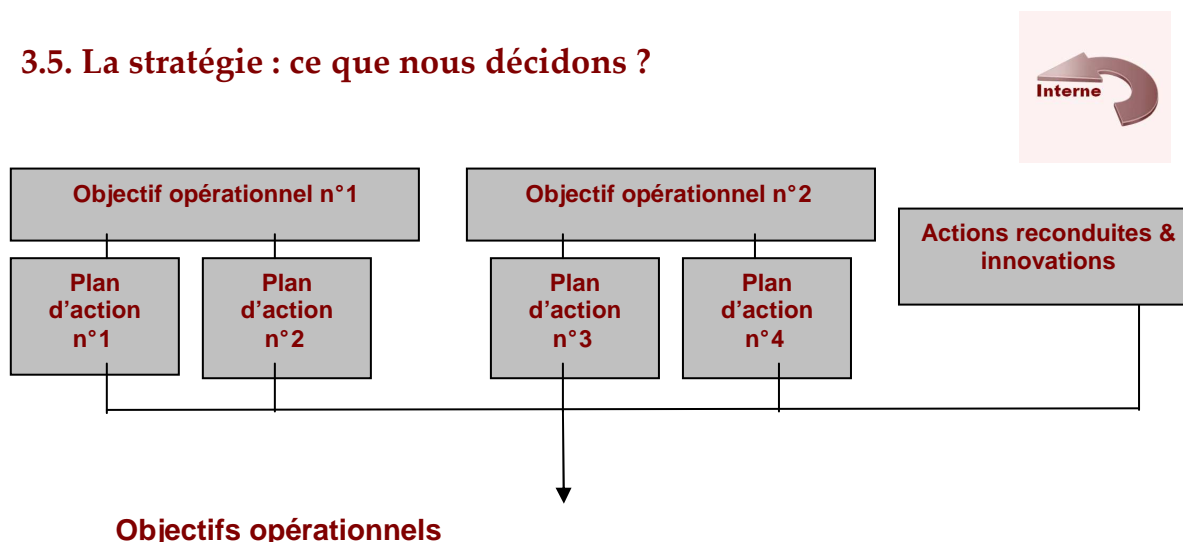 3.5. La stratégie : ce que nous décidons ?
Interne
Objectif opérationnel n°1
Objectif opérationnel n°2
Actions reconduites &
innovations
Plan
d’action
n°1
Plan
d’action
n°2
Plan
d’action
n°3
Plan
d’action
n°4
Objectifs opérationnels